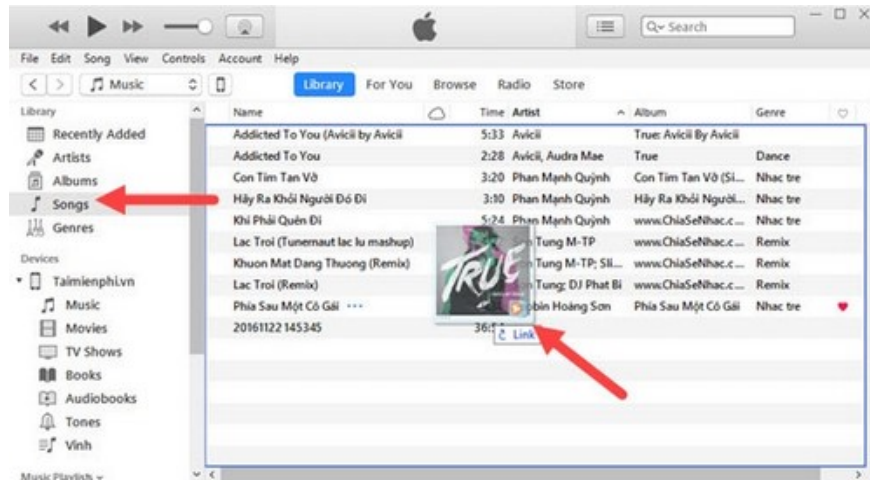 Search
File Edit Song View Controls Account Help
Music Library For You Browse Radio Store
Library Name Time Artist Album Genre
Recently Added Addicted To You (Avicii by Avicii 5:33 Avicii True: Avicii By Avicii
Artists Addicted To You 2:28 Avicii, Audra Mae True Dance
Albums Con Tim Tan Vỡ 3:20 Phan Mạnh Quỳnh Con Tim Tan Vỡ (Si... Nhac tre
Songs Hãy Ra Khỏi Người Đó Đi 3:10 Phan Mạnh Quỳnh Hãy Ra Khỏi Người... Nhac tre
Genres Khi Phải Quên Đi 5:24 Phan Mạnh Quỳnh www.ChiaSeNhac.c... Nhac tre
Lac Troi (Tunemaut lac lu mashup) Tung M-TP www.ChiaSeNhac.c... Remix
Devices Khuon Mat Dang Thuong (Remix) Tung M-TP; Sli... www.ChiaSeNhac.c... Remix
Taimienphi.vn Lac Troi (Remix) Tung; DJ Phat Bi www.ChiaSeNhac.c... Remix
TRUE
Music Phía Sau Một Cô Gái ... Hoàng Sơn Phía Sau Một Cô Gái Nhac tre
Movies 20161122 145345
Link
TV Shows
Books
Audiobooks
Tones
Vinh
Music Playlists